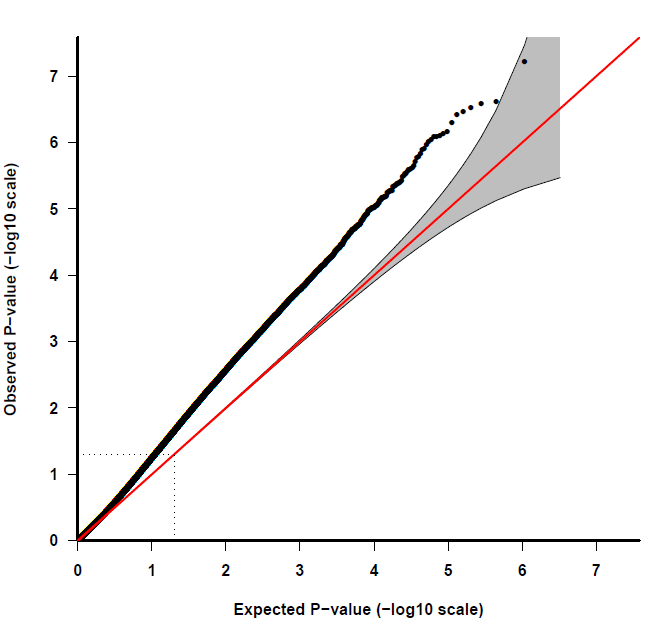 Observed P−value (−log10 scale)
7
6
5
4
3
2
1
0
0 1 2 3 4 5 6 7
Expected P−value (−log10 scale)